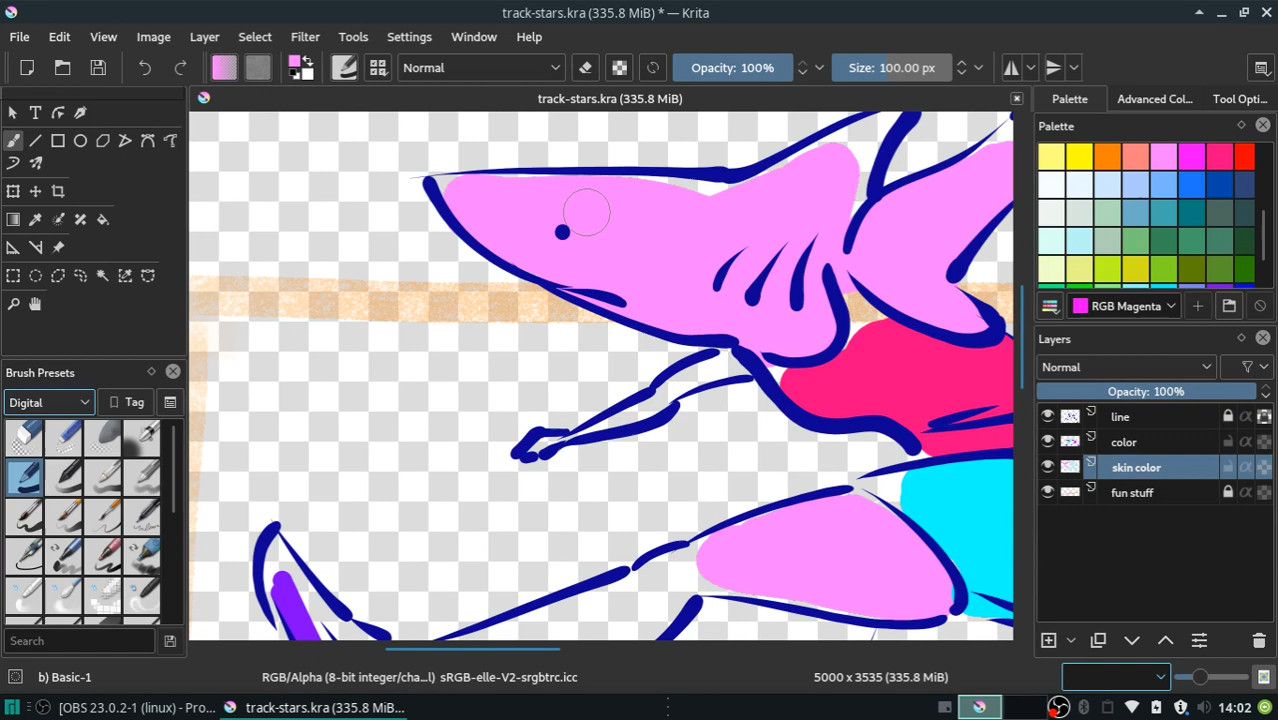 track-stars.kra (335.8 MiB) * — Krita
File Edit View Image Layer Select Filter Tools Settings Window Help
Normal
Opacity: 100%
Size: 100.00 px
track-stars.kra (335.8 MiB)
Palette Advanced Col... Tool Opti...
Palette
RGB Magenta
Layers
Normal
Opacity: 100%
line
color
skin color
fun stuff
Brush Presets
Digital
Tag
Search
b) Basic-1
RGB/Alpha (8-bit integer/cha...l) sRGB-elle-V2-srgbtrc.icc
5000 x 3535 (335.8 MiB)
[OBS 23.0.2-1 (linux) - Pro...
track-stars.kra (335.8 MiB...
14:02